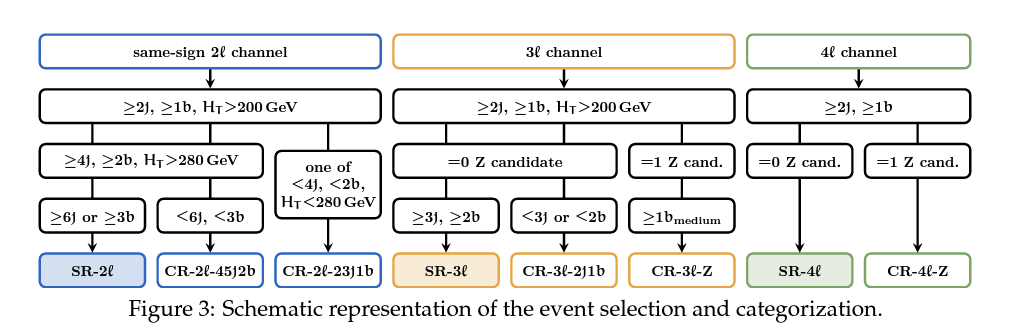 same-sign 2ℓ channel
3ℓ channel
4ℓ channel
≥2j, ≥1b, H_T>200 GeV
≥2j, ≥1b, H_T>200 GeV
≥2j, ≥1b
≥4j, ≥2b, H_T>280 GeV
one of
<4j, <2b,
H_T<280 GeV
=0 Z candidate
=1 Z cand.
=0 Z cand.
=1 Z cand.
≥6j or ≥3b
<6j, <3b
≥3j, ≥2b
<3j or <2b
≥1b_medium
SR-2ℓ
CR-2ℓ-45j2b
CR-2ℓ-23j1b
SR-3ℓ
CR-3ℓ-2j1b
CR-3ℓ-Z
SR-4ℓ
CR-4ℓ-Z
Figure 3: Schematic representation of the event selection and categorization.